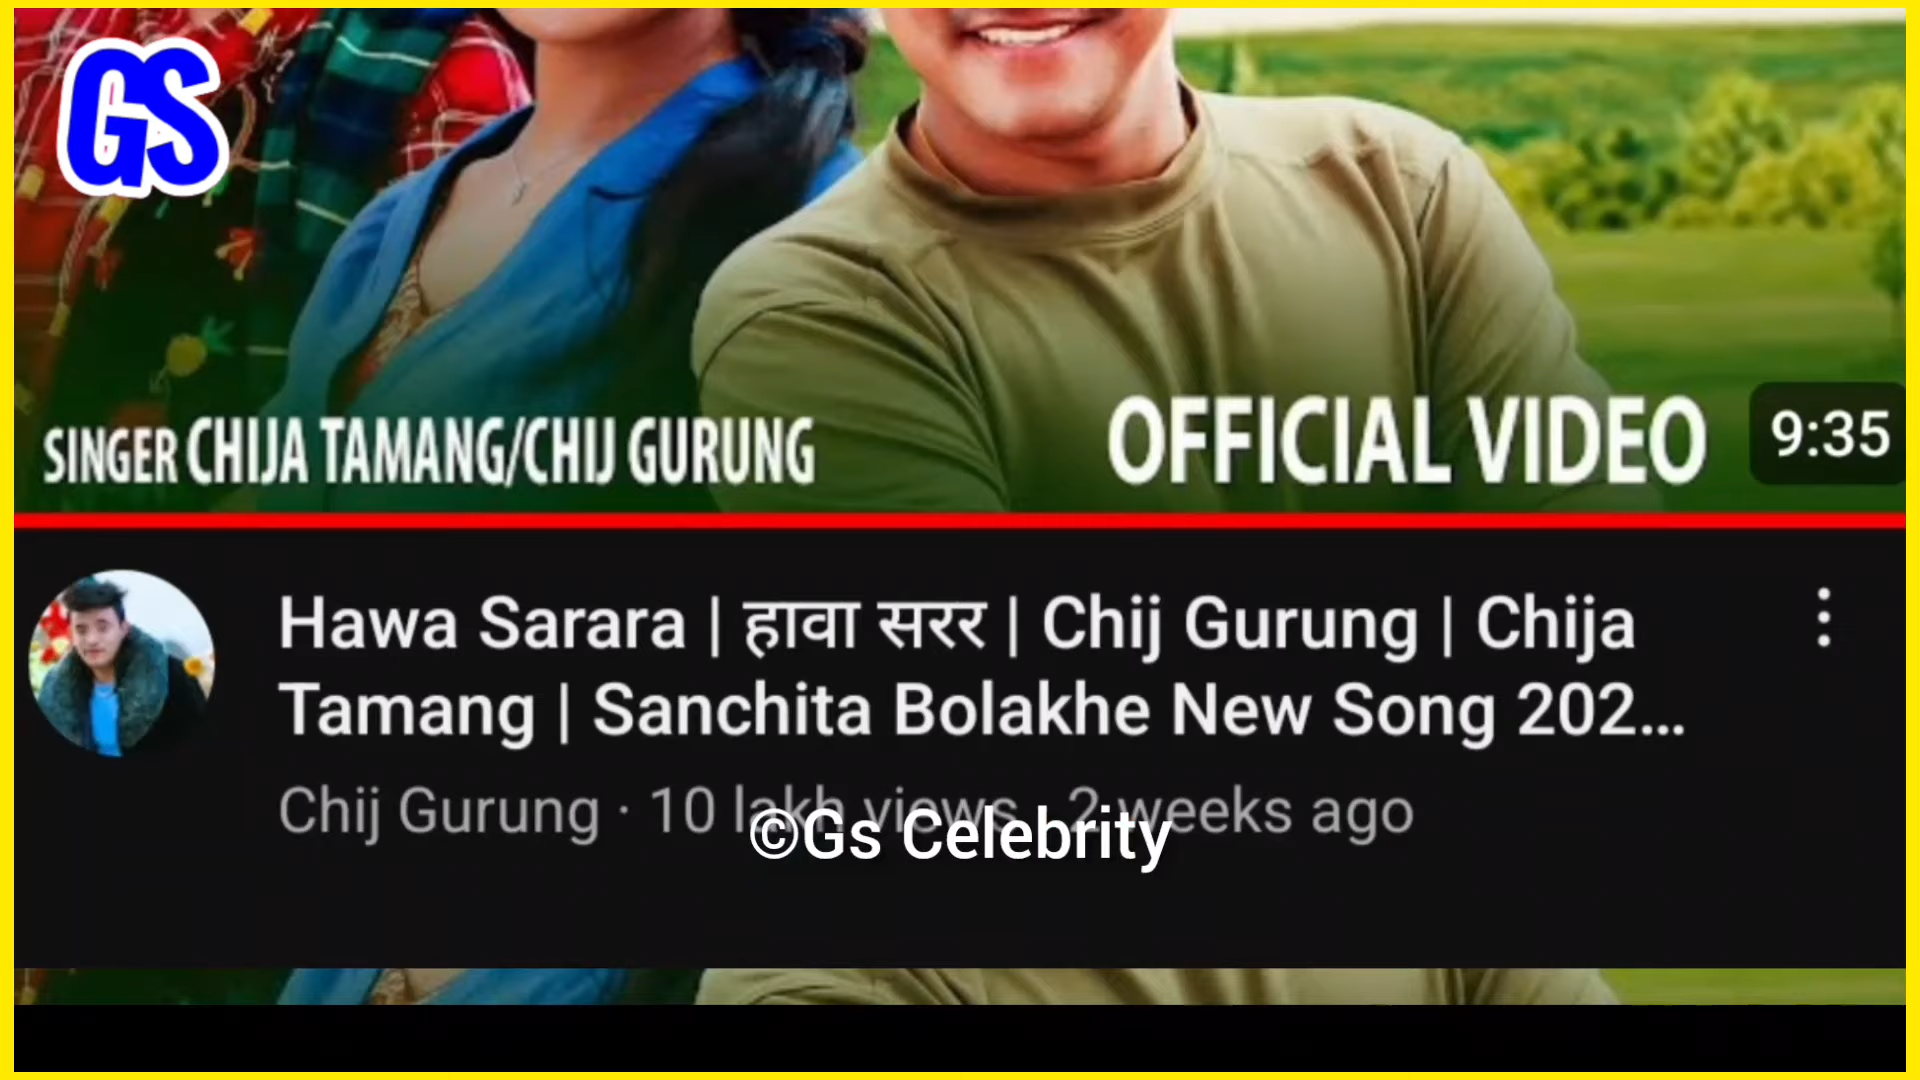 GS
SINGER CHIJA TAMANG/CHIJ GURUNG
OFFICIAL VIDEO
9:35
Hawa Sarara | हावा सरर | Chij Gurung | Chija
Tamang | Sanchita Bolakhe New Song 202...
Chij Gurung · 10 lakh views · 2 weeks ago
©Gs Celebrity